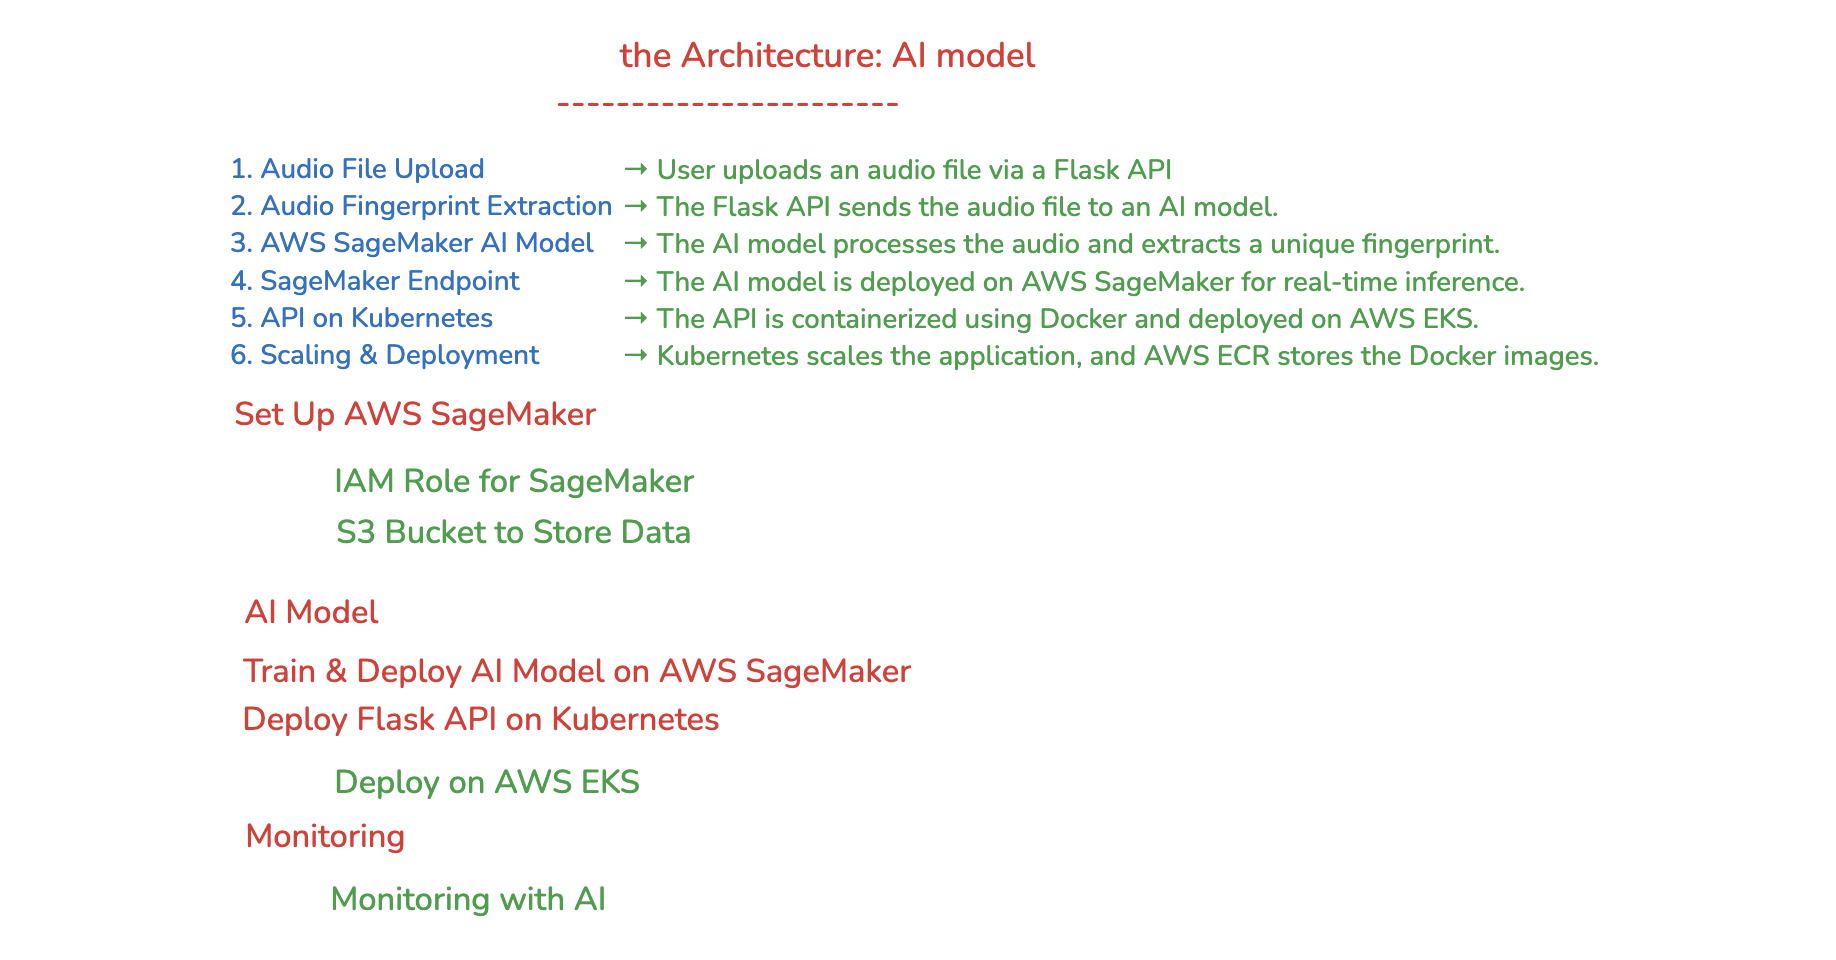 the Architecture: AI model
-----------------------
1. Audio File Upload → User uploads an audio file via a Flask API
2. Audio Fingerprint Extraction → The Flask API sends the audio file to an AI model.
3. AWS SageMaker AI Model → The AI model processes the audio and extracts a unique fingerprint.
4. SageMaker Endpoint → The AI model is deployed on AWS SageMaker for real-time inference.
5. API on Kubernetes → The API is containerized using Docker and deployed on AWS EKS.
6. Scaling & Deployment → Kubernetes scales the application, and AWS ECR stores the Docker images.
Set Up AWS SageMaker
IAM Role for SageMaker
S3 Bucket to Store Data
AI Model
Train & Deploy AI Model on AWS SageMaker
Deploy Flask API on Kubernetes
Deploy on AWS EKS
Monitoring
Monitoring with AI